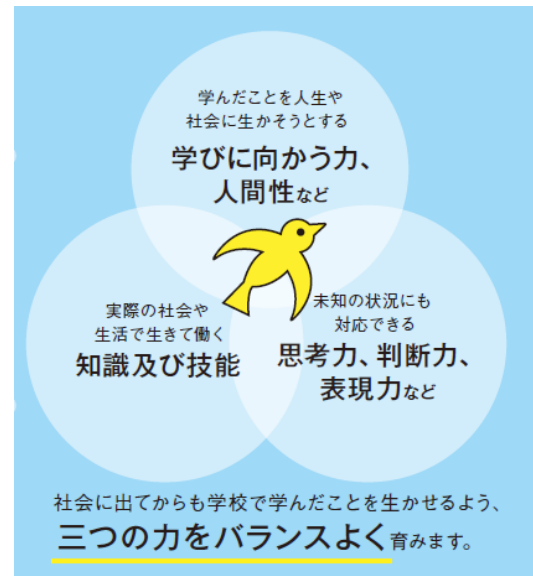 学んだことを人生や
社会に生かそうとする
学びに向かう力、
人間性など
実際の社会や
生活で生きて働く
知識及び技能
未知の状況にも
対応できる
思考力、判断力、
表現力など
社会に出てからも学校で学んだことを生かせるよう、
三つの力をバランスよく育みます。